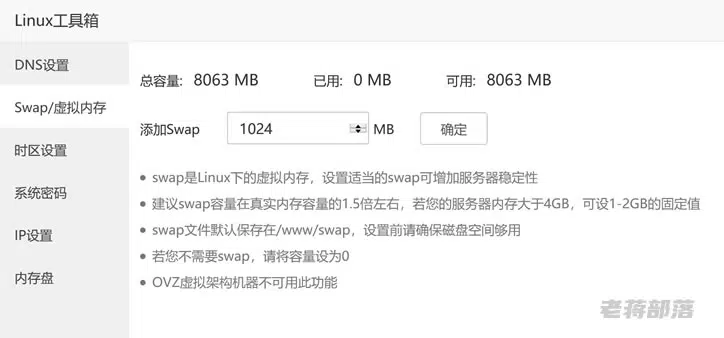 Linux工具箱
DNS设置
总容量: 8063 MB 已用: 0 MB 可用: 8063 MB
Swap/虚拟内存
添加Swap 1024 MB 确定
时区设置
swap是Linux下的虚拟内存，设置适当的swap可增加服务器稳定性
系统密码
建议swap容量在真实内存容量的1.5倍左右，若您的服务器内存大于4GB，可设1-2GB的固定值
IP设置
swap文件默认保存在/www/swap，设置前请确保磁盘空间够用
若您不需要swap，请将容量设为0
内存盘
OVZ虚拟架构机器不可用此功能
老蒋部落